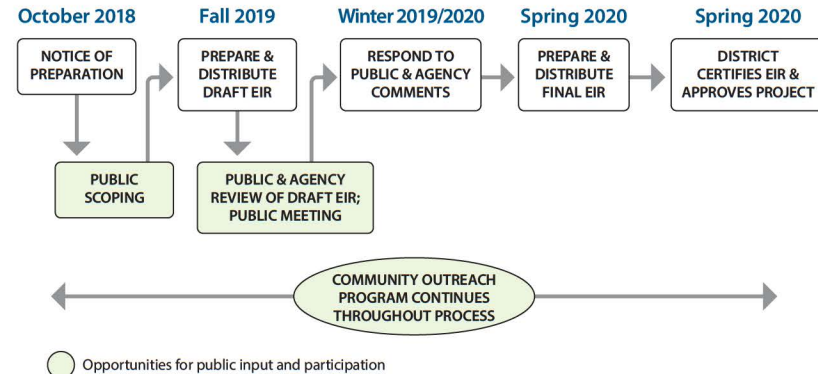 October 2018
Fall 2019
Winter 2019/2020
Spring 2020
Spring 2020
NOTICE OF
PREPARATION
PREPARE &
DISTRIBUTE
DRAFT EIR
RESPOND TO
PUBLIC & AGENCY
COMMENTS
PREPARE &
DISTRIBUTE
FINAL EIR
DISTRICT
CERTIFIES EIR &
APPROVES PROJECT
PUBLIC
SCOPING
PUBLIC & AGENCY
REVIEW OF DRAFT EIR;
PUBLIC MEETING
COMMUNITY OUTREACH
PROGRAM CONTINUES
THROUGHOUT PROCESS
Opportunities for public input and participation